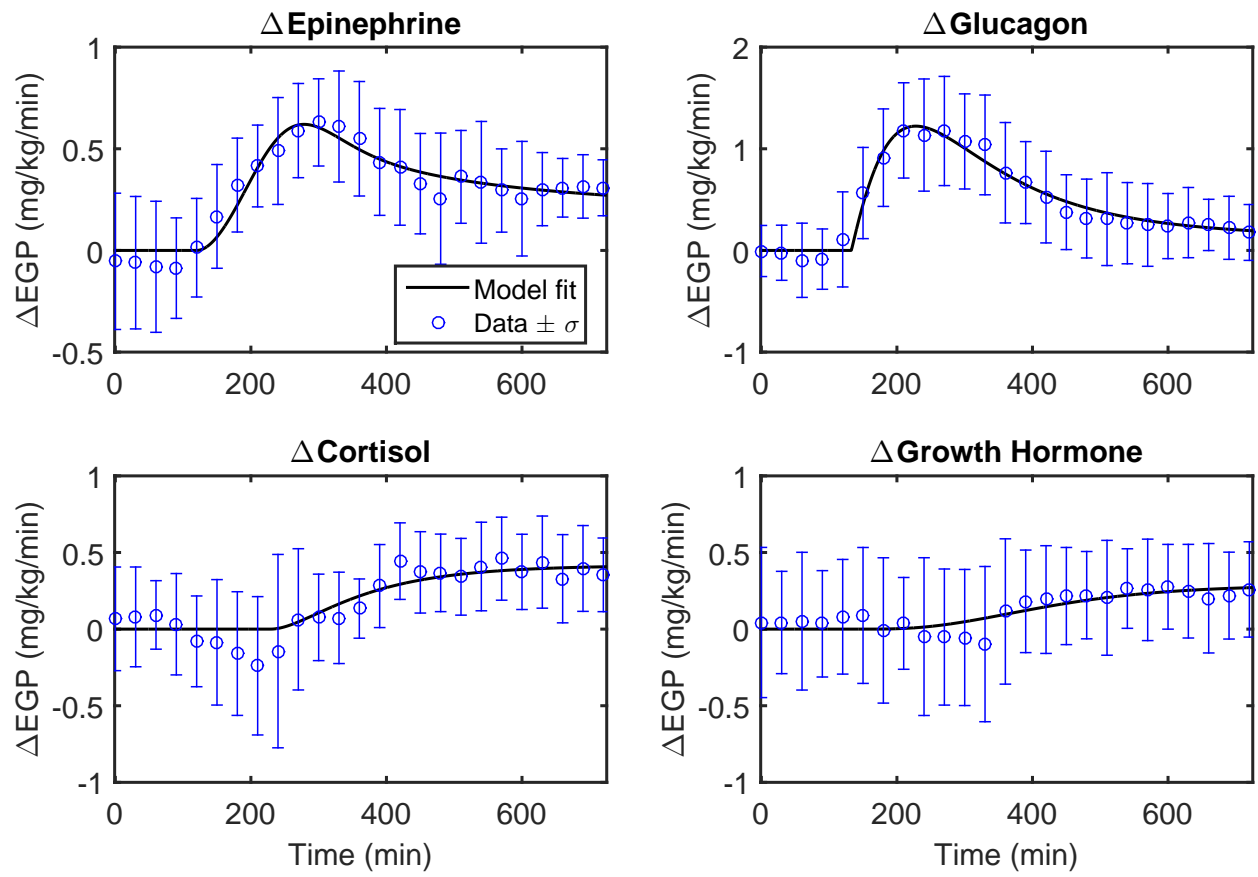 ΔEpinephrine
1
0.5
0
-0.5
ΔEGP (mg/kg/min)
0 200 400 600
Model fit
Data ± σ
ΔGlucagon
2
1
0
-1
ΔEGP (mg/kg/min)
0 200 400 600
ΔCortisol
1
0.5
0
-0.5
-1
ΔEGP (mg/kg/min)
0 200 400 600
Time (min)
ΔGrowth Hormone
1
0.5
0
-0.5
-1
ΔEGP (mg/kg/min)
0 200 400 600
Time (min)